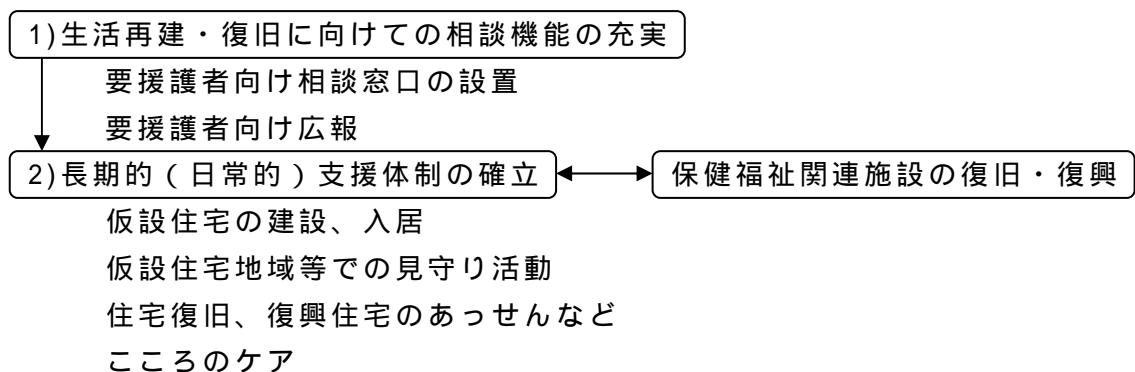 1)生活再建・復旧に向けての相談機能の充実
要援護者向け相談窓口の設置
要援護者向け広報
2)長期的(日常的)支援体制の確立
保健福祉関連施設の復旧・復興
仮設住宅の建設、入居
仮設住宅地域等での見守り活動
住宅復旧、復興住宅のあっせんなど
こころのケア